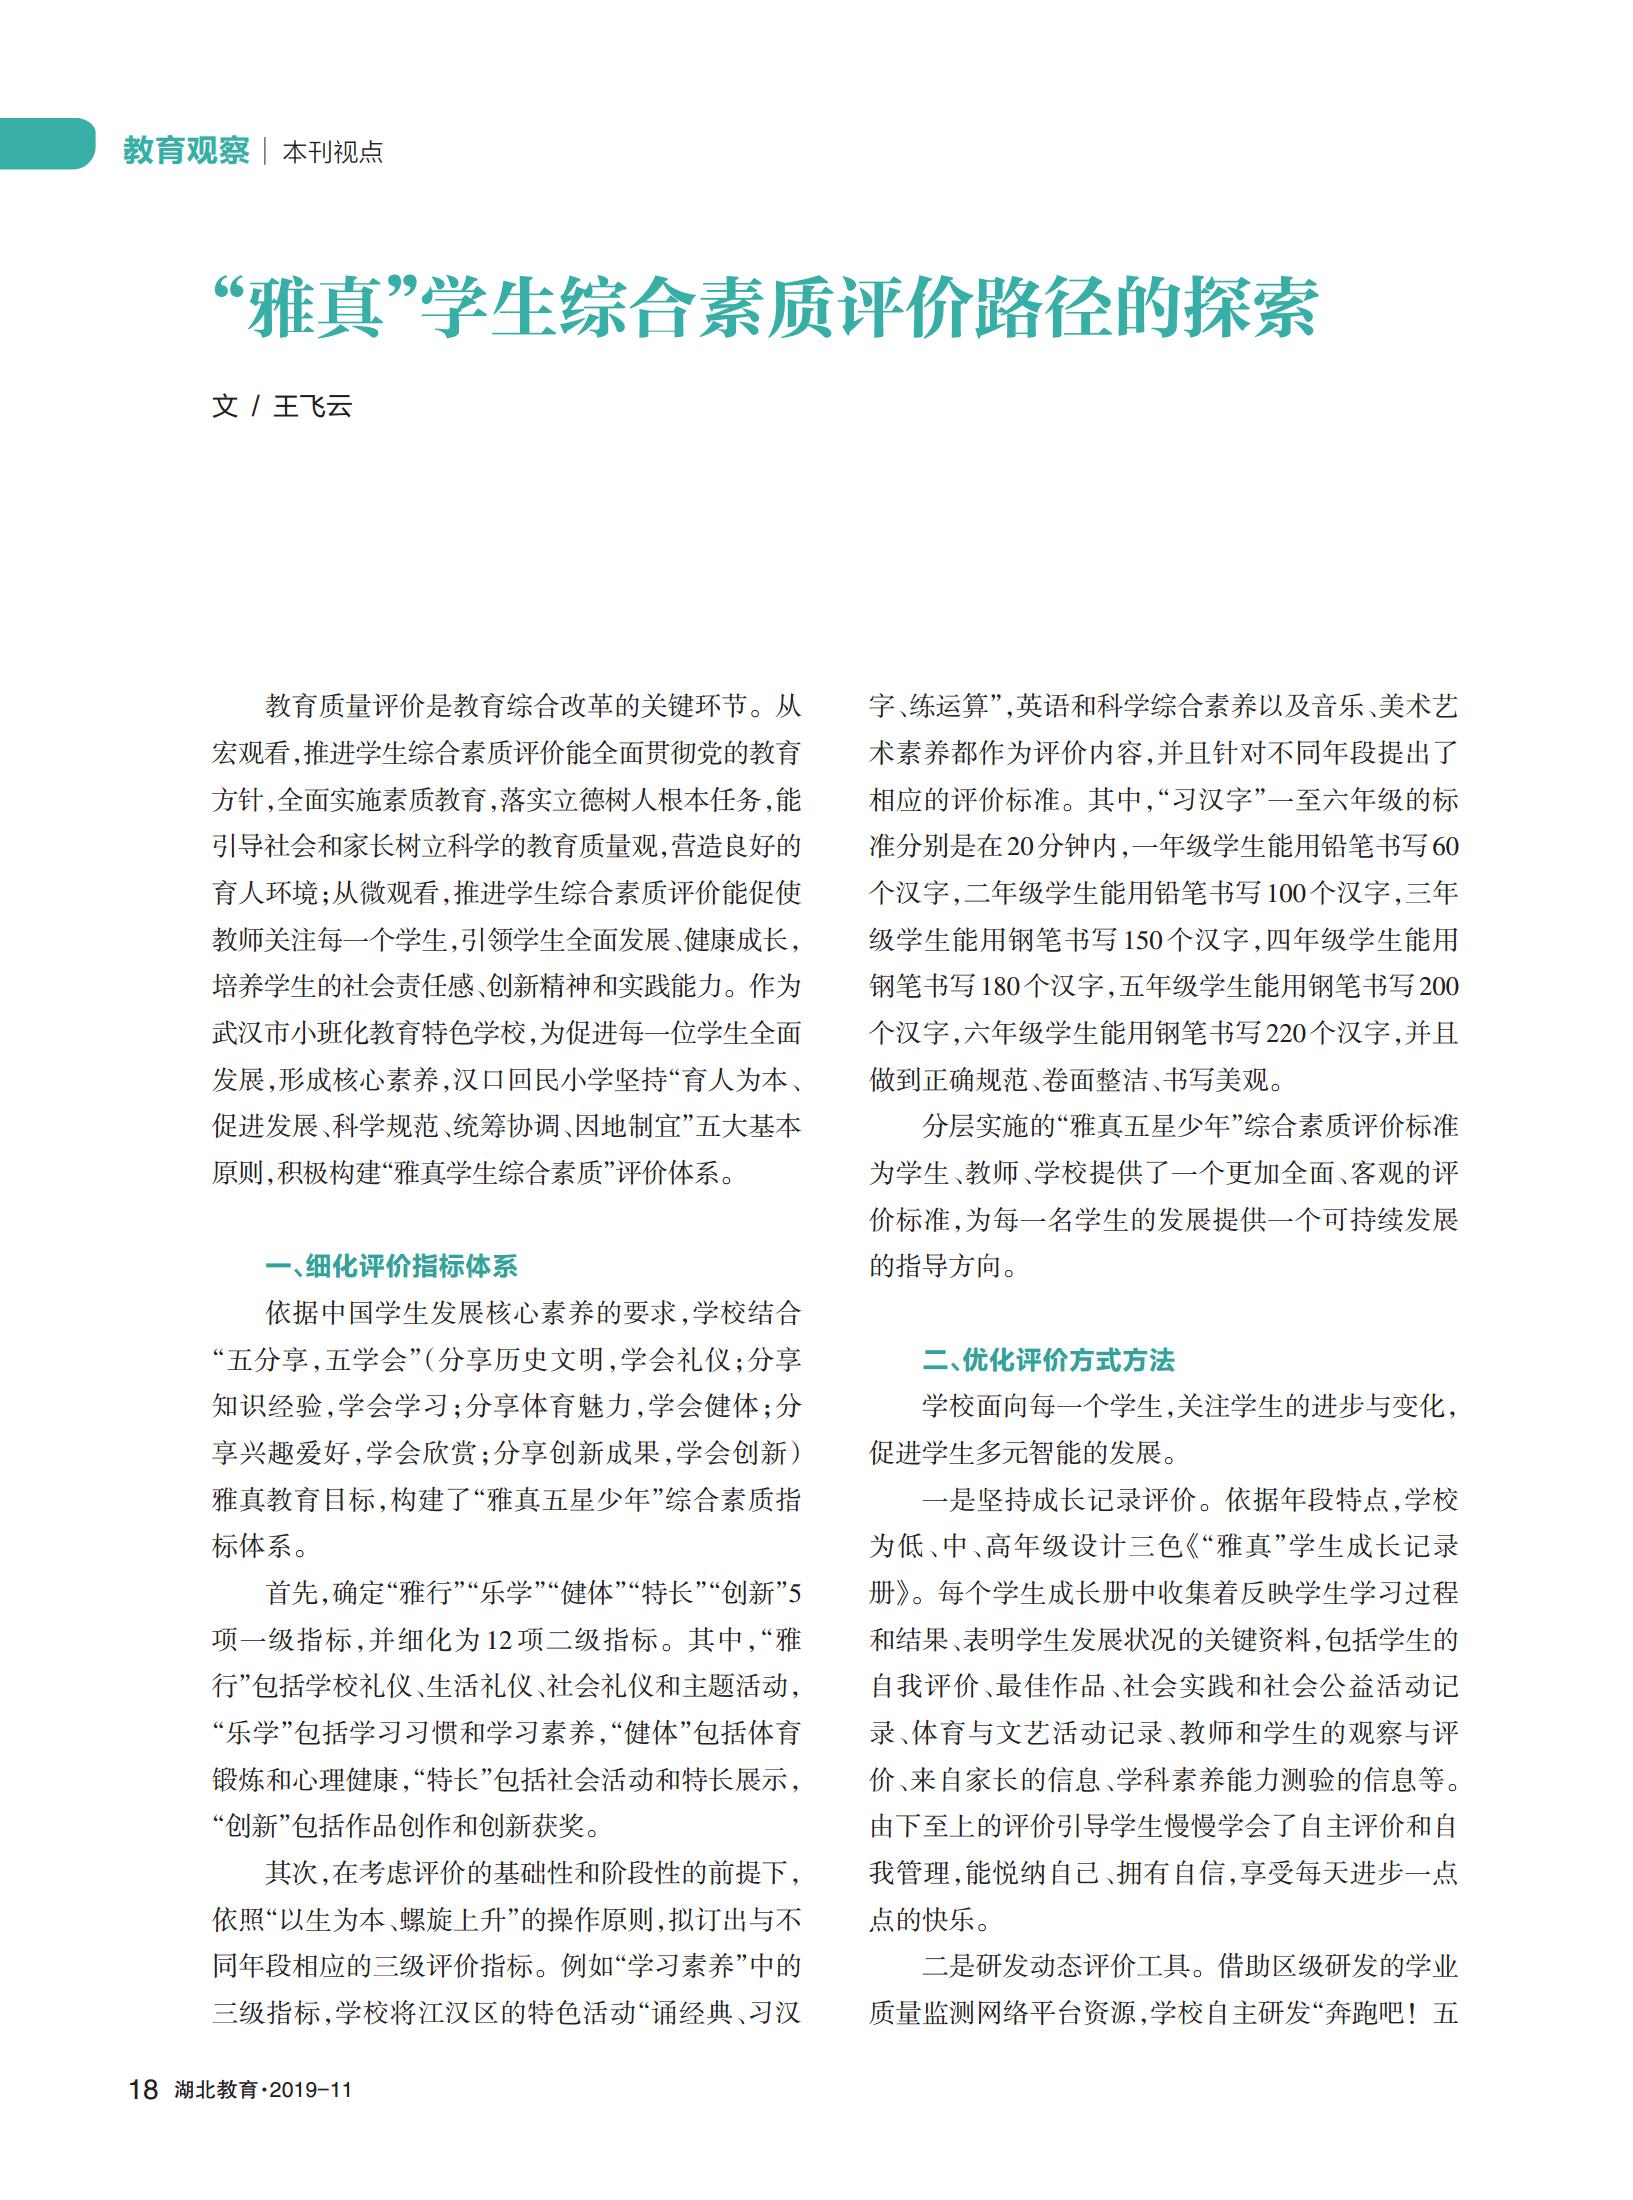 教育观察｜本刊视点
“雅真”学生综合素质评价路径的探索
文 / 王飞云
教育质量评价是教育综合改革的关键环节。从
宏观看,推进学生综合素质评价能全面贯彻党的教育
方针,全面实施素质教育,落实立德树人根本任务,能
引导社会和家长树立科学的教育质量观,营造良好的
育人环境;从微观看,推进学生综合素质评价能促使
教师关注每一个学生,引领学生全面发展、健康成长,
培养学生的社会责任感、创新精神和实践能力。作为
武汉市小班化教育特色学校,为促进每一位学生全面
发展,形成核心素养,汉口回民小学坚持“育人为本、
促进发展、科学规范、统筹协调、因地制宜”五大基本
原则,积极构建“雅真学生综合素质”评价体系。
一、细化评价指标体系
依据中国学生发展核心素养的要求,学校结合
“五分享,五学会”(分享历史文明,学会礼仪;分享
知识经验,学会学习;分享体育魅力,学会健体;分
享兴趣爱好,学会欣赏;分享创新成果,学会创新)
雅真教育目标,构建了“雅真五星少年”综合素质指
标体系。
首先,确定“雅行”“乐学”“健体”“特长”“创新”5
项一级指标,并细化为12项二级指标。其中,“雅
行”包括学校礼仪、生活礼仪、社会礼仪和主题活动,
“乐学”包括学习习惯和学习素养,“健体”包括体育
锻炼和心理健康,“特长”包括社会活动和特长展示,
“创新”包括作品创作和创新获奖。
其次,在考虑评价的基础性和阶段性的前提下,
依照“以生为本、螺旋上升”的操作原则,拟订出与不
同年段相应的三级评价指标。例如“学习素养”中的
三级指标,学校将江汉区的特色活动“诵经典、习汉
字、练运算”,英语和科学综合素养以及音乐、美术艺
术素养都作为评价内容,并且针对不同年段提出了
相应的评价标准。其中,“习汉字”一至六年级的标
准分别是在20分钟内,一年级学生能用铅笔书写60
个汉字,二年级学生能用铅笔书写100个汉字,三年
级学生能用钢笔书写150个汉字,四年级学生能用
钢笔书写180个汉字,五年级学生能用钢笔书写200
个汉字,六年级学生能用钢笔书写220个汉字,并且
做到正确规范、卷面整洁、书写美观。
分层实施的“雅真五星少年”综合素质评价标准
为学生、教师、学校提供了一个更加全面、客观的评
价标准,为每一名学生的发展提供一个可持续发展
的指导方向。
二、优化评价方式方法
学校面向每一个学生,关注学生的进步与变化,
促进学生多元智能的发展。
一是坚持成长记录评价。依据年段特点,学校
为低、中、高年级设计三色《“雅真”学生成长记录
册》。每个学生成长册中收集着反映学生学习过程
和结果、表明学生发展状况的关键资料,包括学生的
自我评价、最佳作品、社会实践和社会公益活动记
录、体育与文艺活动记录、教师和学生的观察与评
价、来自家长的信息、学科素养能力测验的信息等。
由下至上的评价引导学生慢慢学会了自主评价和自
我管理,能悦纳自己、拥有自信,享受每天进步一点
点的快乐。
二是研发动态评价工具。借助区级研发的学业
质量监测网络平台资源,学校自主研发“奔跑吧！五
18 湖北教育·2019-11